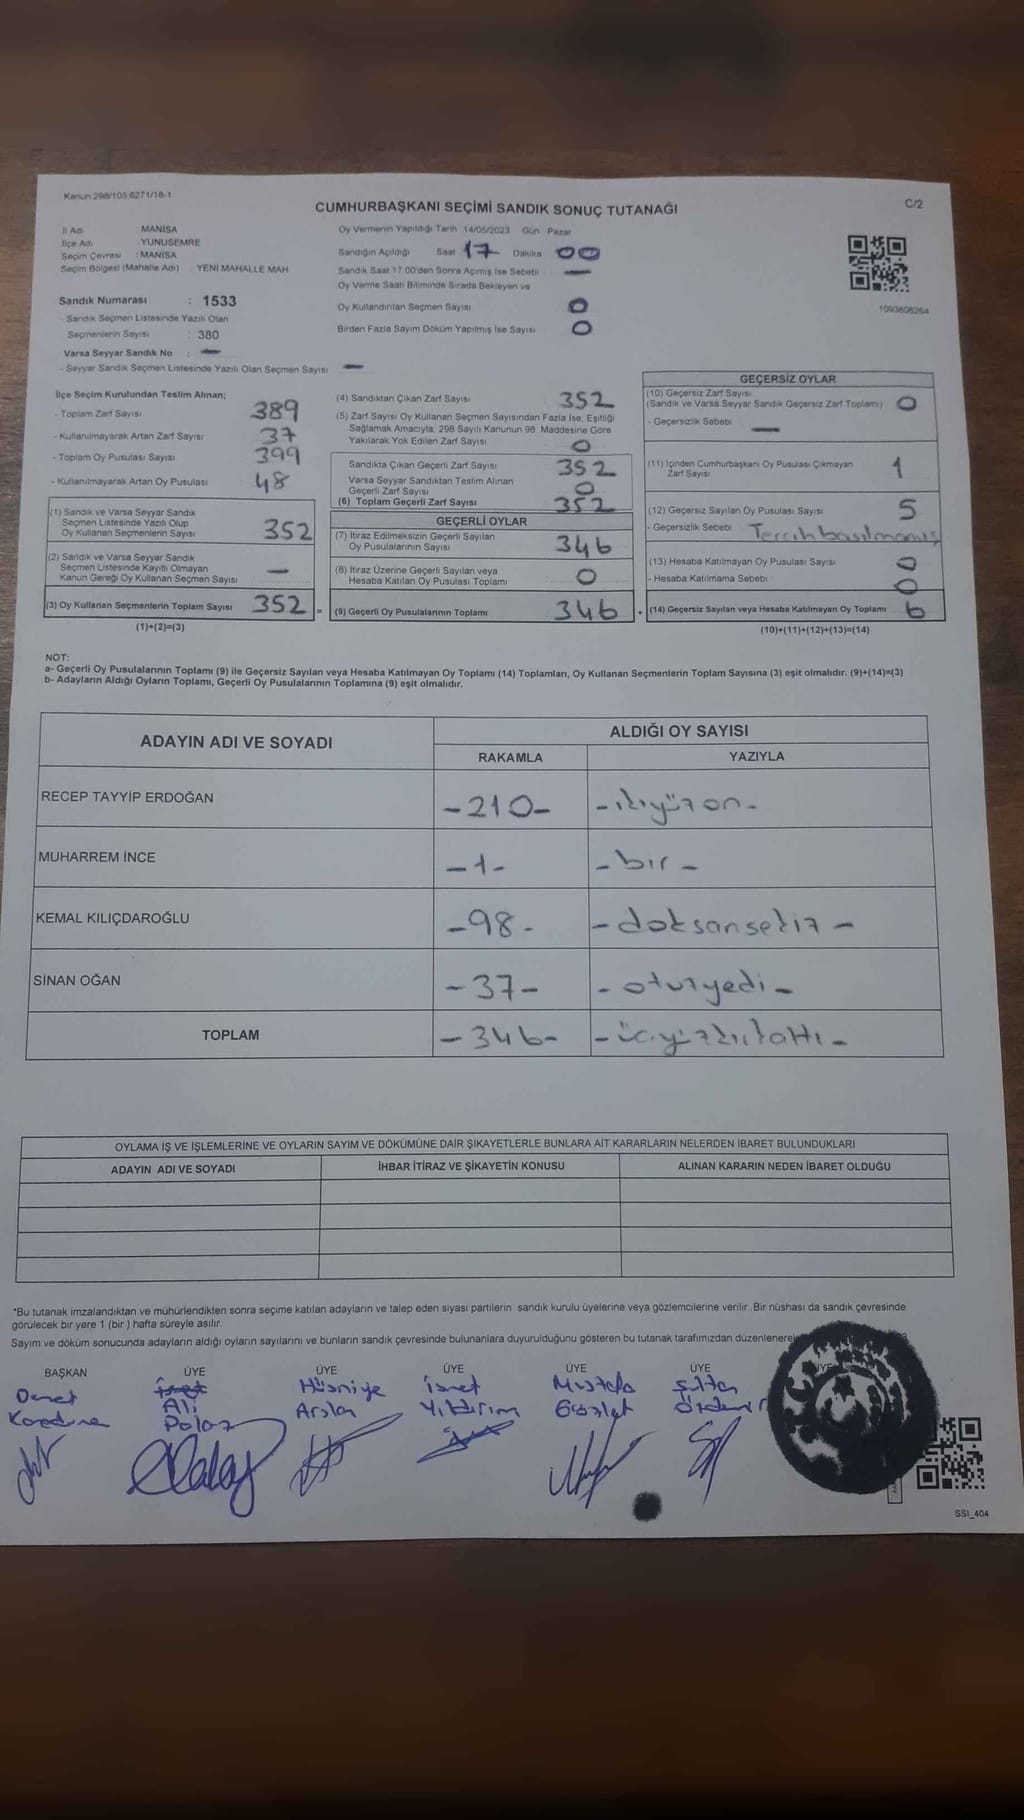 Kanun 298/105,6271/18-1
C/2
CUMHURBAŞKANI SEÇİMİ SANDIK SONUÇ TUTANAĞI
İl Adı MANİSA
İlçe Adı YUNUSEMRE
Seçim Çevresi : MANİSA
Seçim Bölgesi (Mahalle Adı) YENİ MAHALLE MAH
Sandık Numarası : 1533
- Sandık Seçmen Listesinde Yazılı Olan
Seçmenlerin Sayısı : 380
Varsa Seyyar Sandık No : -
- Seyyar Sandık Seçmen Listesinde Yazılı Olan Seçmen Sayısı -
Oy Vermenin Yapıldığı Tarih 14/05/2023 Gün Pazar
Sandığın Açıldığı Saat 17 Dakika 00
Sandık Saat 17:00'den Sonra Açımış İse Sebebi -
Oy Verme Saati Bitiminde Sırada Bekleyen ve
Oy Kullandırılan Seçmen Sayısı 0
Birden Fazla Sayım Döküm Yapılmış İse Sayısı 0
1093606264
İlçe Seçim Kurulundan Teslim Alınan;
- Toplam Zarf Sayısı 389
- Kullanılmayarak Artan Zarf Sayısı 37
- Toplam Oy Pusulası Sayısı 399
- Kullanılmayarak Artan Oy Pusulası 48
(1) Sandık ve Varsa Seyyar Sandık
Seçmen Listesinde Yazılı Olup
Oy Kullanan Seçmenlerin Sayısı 352
(2) Sandık ve Varsa Seyyar Sandık
Seçmen Listesinde Kayıtlı Olmayan
Kanun Gereği Oy Kullanan Seçmen Sayısı -
(3) Oy Kullanan Seçmenlerin Toplam Sayısı 352 =
(1)+(2)=(3)
(4) Sandıktan Çıkan Zarf Sayısı 352
(5) Zarf Sayısı Oy Kullanan Seçmen Sayısından Fazla İse, Eşitliği
Sağlamak Amacıyla, 298 Sayılı Kanunun 98. Maddesine Göre
Yakılarak Yok Edilen Zarf Sayısı 0
Sandıkta Çıkan Geçerli Zarf Sayısı 352
Varsa Seyyar Sandıktan Teslim Alınan
Geçerli Zarf Sayısı 0
(6) Toplam Geçerli Zarf Sayısı 352
GEÇERLİ OYLAR
(7) İtiraz Edilmeksizin Geçerli Sayılan
Oy Pusulalarının Sayısı 346
(8) İtiraz Üzerine Geçerli Sayılan veya
Hesaba Katılan Oy Pusulası Toplamı 0
(9) Geçerli Oy Pusulalarının Toplamı 346 +
GEÇERSİZ OYLAR
(10) Geçersiz Zarf Sayısı
(Sandık ve Varsa Seyyar Sandık Geçersiz Zarf Toplamı) 0
- Geçersizlik Sebebi -
(11) İçinden Cumhurbaşkanı Oy Pusulası Çıkmayan
Zarf Sayısı 1
(12) Geçersiz Sayılan Oy Pusulası Sayısı 5
- Geçersizlik Sebebi Tercih basılmamış
(13) Hesaba Katılmayan Oy Pusulası Sayısı 0
- Hesaba Katılmama Sebebi 0
(14) Geçersiz Sayılan veya Hesaba Katılmayan Oy Toplamı 6
(10)+(11)+(12)+(13)=(14)
NOT:
a- Geçerli Oy Pusulalarının Toplamı (9) ile Geçersiz Sayılan veya Hesaba Katılmayan Oy Toplamı (14) Toplamları, Oy Kullanan Seçmenlerin Toplam Sayısına (3) eşit olmalıdır. (9)+(14)=(3)
b- Adayların Aldığı Oyların Toplamı, Geçerli Oy Pusulalarının Toplamına (9) eşit olmalıdır.
ADAYIN ADI VE SOYADI
ALDIĞI OY SAYISI
RAKAMLA YAZIYLA
RECEP TAYYİP ERDOĞAN -210- -ikiyüzon-
MUHARREM İNCE -1- -bir-
KEMAL KILIÇDAROĞLU -98- -doksansekiz-
SİNAN OĞAN -37- -otuzyedi-
TOPLAM -346- -üçyüzkırkaltı-
OYLAMA İŞ VE İŞLEMLERİNE VE OYLARIN SAYIM VE DÖKÜMÜNE DAİR ŞİKAYETLERLE BUNLARA AİT KARARLARIN NELERDEN İBARET BULUNDUKLARI
ADAYIN ADI VE SOYADI İHBAR İTİRAZ VE ŞİKAYETİN KONUSU ALINAN KARARIN NEDEN İBARET OLDUĞU
*Bu tutanak imzalandıktan ve mühürlendikten sonra seçime katılan adayların ve talep eden siyasi partilerin sandık kurulu üyelerine veya gözlemcilerine verilir. Bir nüshası da sandık çevresinde
görülecek bir yere 1 (bir) hafta süreyle asılır.
Sayım ve döküm sonucunda adayların aldığı oyların sayılarını ve bunların sandık çevresinde bulunanlara duyurulduğunu gösteren bu tutanak tarafımızdan düzenlenerek
BAŞKAN ÜYE ÜYE ÜYE ÜYE ÜYE ÜYE
Ali Hüsniye ismet Mustafa
Polat Arslan Yıldırım
SSİ_404